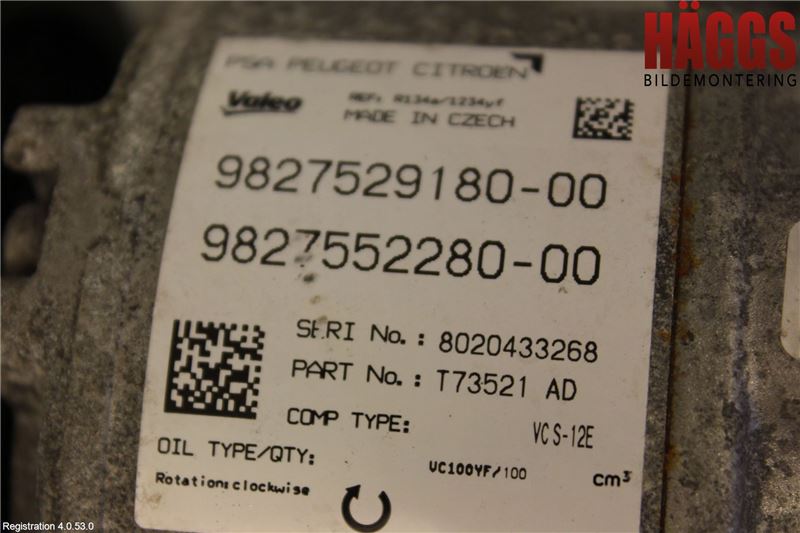 HÄGGS
BILDEMONTERING
PSA PEUGEOT CITROEN
Valeo
REF: R134a/1234yf
MADE IN CZECH
9827529180-00
9827552280-00
SERI No.: 8020433268
PART No.: T73521 AD
COMP TYPE: VCS-12E
OIL TYPE/QTY: VC100YF/100 cm³
Rotation:clockwise
Registration 4.0.53.0